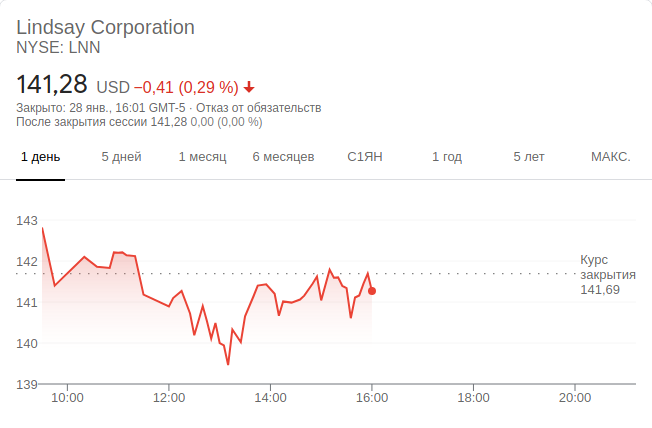 Lindsay Corporation
NYSE: LNN
141,28 USD −0,41 (0,29 %)
Закрыто: 28 янв., 16:01 GMT-5 · Отказ от обязательств
После закрытия сессии 141,28 0,00 (0,00 %)
1 день 5 дней 1 месяц 6 месяцев С1ЯН 1 год 5 лет МАКС.
143
142
141
140
139
Курс
закрытия
141,69
10:00 12:00 14:00 16:00 18:00 20:00